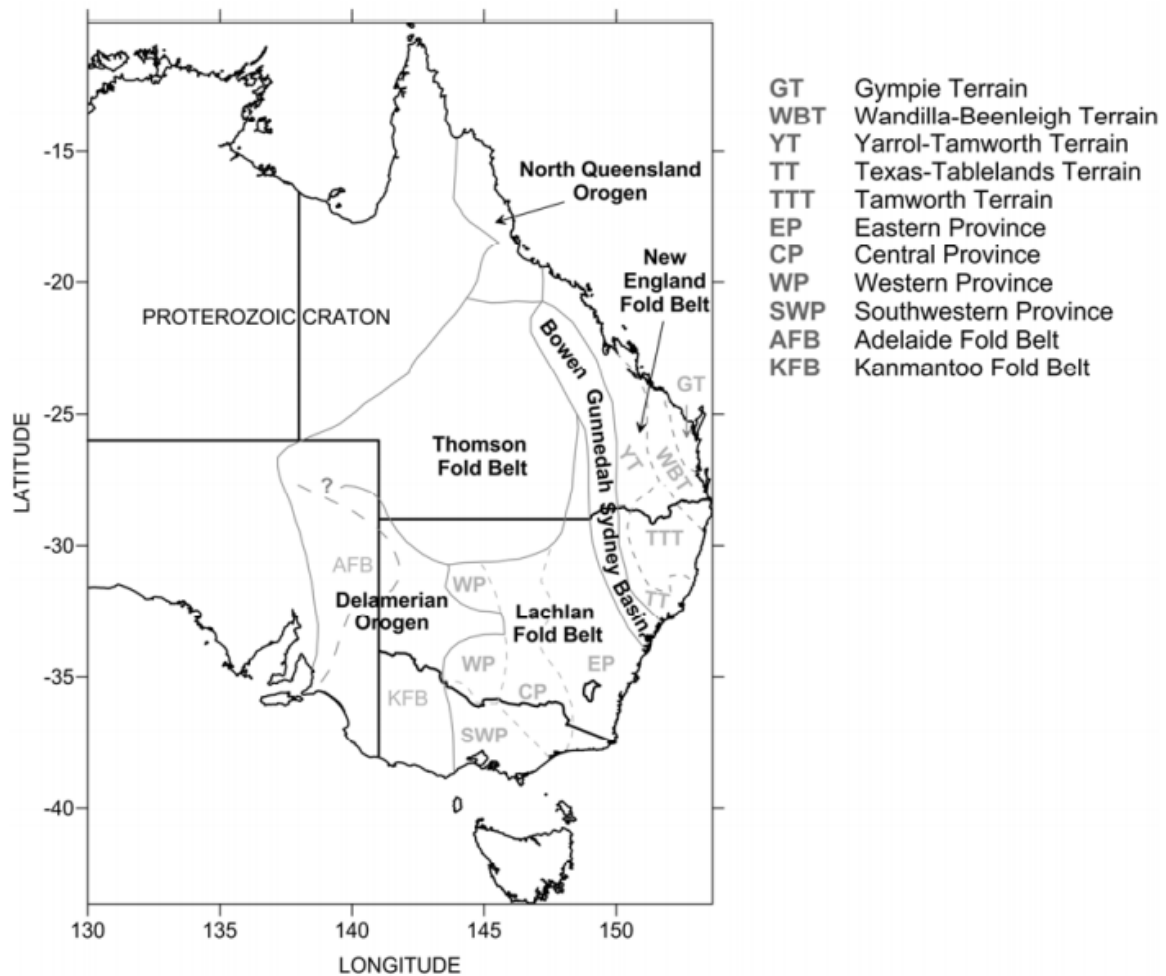 GT Gympie Terrain
WBT Wandilla-Beenleigh Terrain
YT Yarrol-Tamworth Terrain
TT Texas-Tablelands Terrain
TTT Tamworth Terrain
EP Eastern Province
CP Central Province
WP Western Province
SWP Southwestern Province
AFB Adelaide Fold Belt
KFB Kanmantoo Fold Belt
-15
-20
-25
-30
-35
-40
LATITUDE
North Queensland
Orogen
New
England
Fold Belt
PROTEROZOIC CRATON
Bowen Gunnedah Sydney Basin
GT
Thomson
Fold Belt
YT
WBT
?
TTT
AFB
WP
TT
Delamerian
Orogen
Lachlan
Fold Belt
WP
EP
KFB
CP
SWP
130
135
140
145
150
LONGITUDE